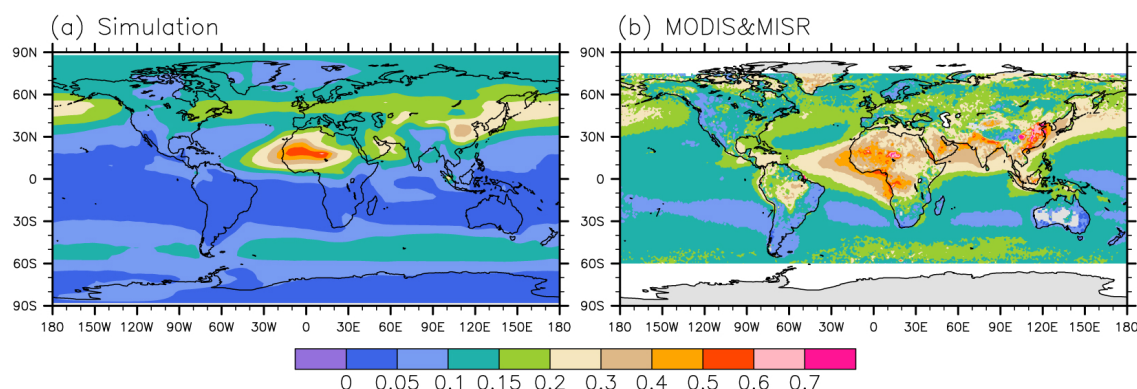 (a) Simulation
(b) MODIS&MISR
90N
60N
30N
0
30S
60S
90S
180 150W 120W 90W 60W 30W 0 30E 60E 90E 120E 150E 180
90N
60N
30N
0
30S
60S
90S
180 150W 120W 90W 60W 30W 0 30E 60E 90E 120E 150E 180
0 0.05 0.1 0.15 0.2 0.3 0.4 0.5 0.6 0.7